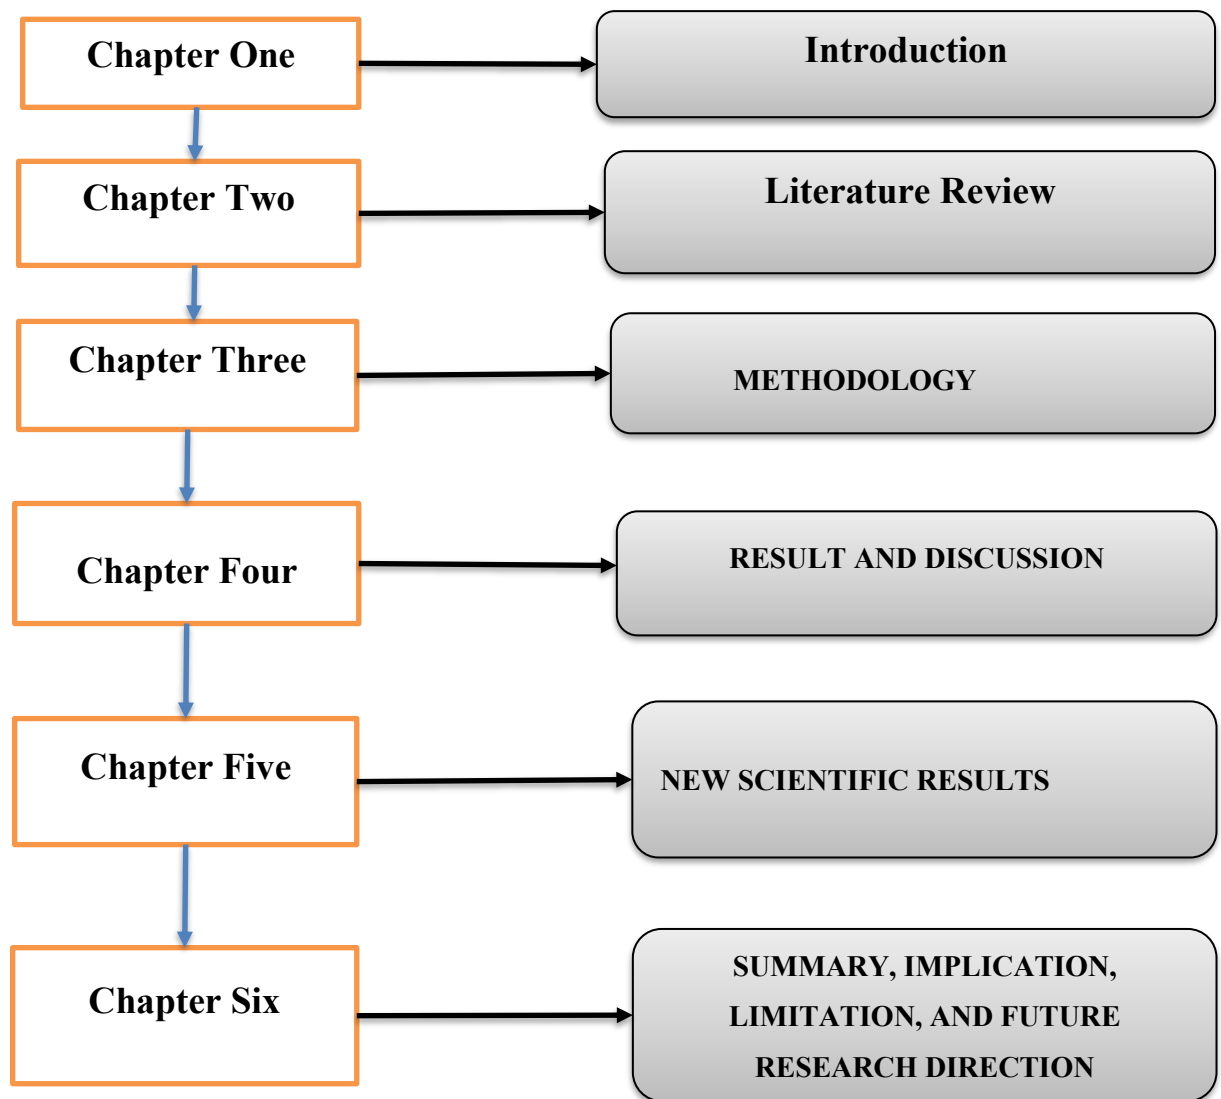 Chapter One
Introduction
Chapter Two
Literature Review
Chapter Three
METHODOLOGY
Chapter Four
RESULT AND DISCUSSION
Chapter Five
NEW SCIENTIFIC RESULTS
Chapter Six
SUMMARY, IMPLICATION,
LIMITATION, AND FUTURE
RESEARCH DIRECTION